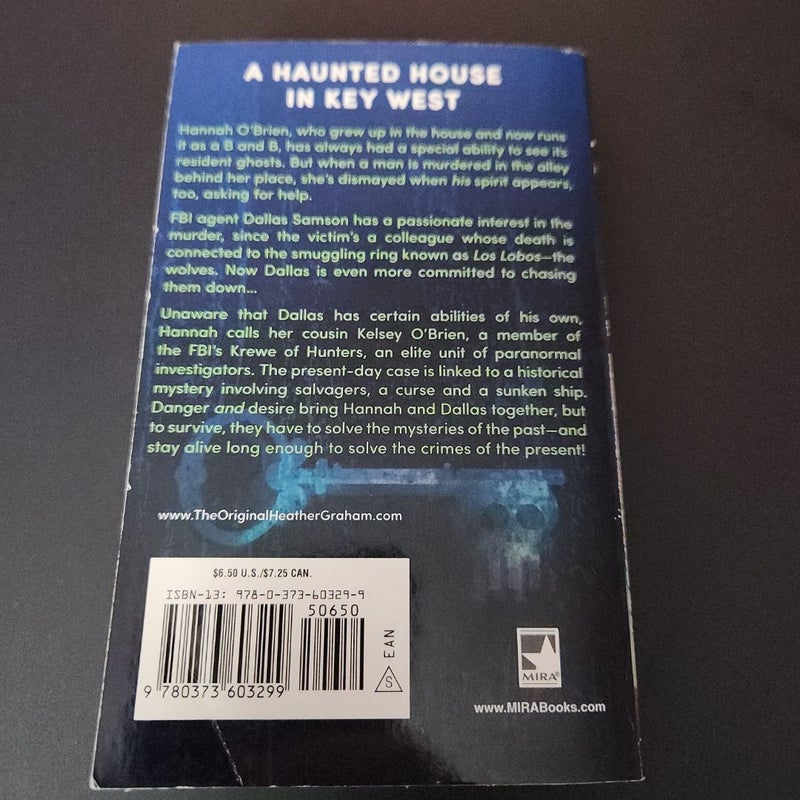 A HAUNTED HOUSE
IN KEY WEST
Hannah O'Brien, who grew up in the house and now runs
it as a B and B, has always had a special ability to see its
resident ghosts. But when a man is murdered in the alley
behind her place, she's dismayed when his spirit appears,
too, asking for help.
FBI agent Dallas Samson has a passionate interest in the
murder, since the victim's a colleague whose death is
connected to the smuggling ring known as Los Lobos—the
wolves. Now Dallas is even more committed to chasing
them down...
Unaware that Dallas has certain abilities of his own,
Hannah calls her cousin Kelsey O'Brien, a member of
the FBI's Krewe of Hunters, an elite unit of paranormal
investigators. The present-day case is linked to a historical
mystery involving salvagers, a curse and a sunken ship.
Danger and desire bring Hannah and Dallas together, but
to survive, they have to solve the mysteries of the past—and
stay alive long enough to solve the crimes of the present!
www.TheOriginalHeatherGraham.com
$6.50 U.S./$7.25 CAN.
ISBN-13: 978-0-373-60329-9
50650
EAN
S
9 780373 603299
MIRA®
www.MIRABooks.com